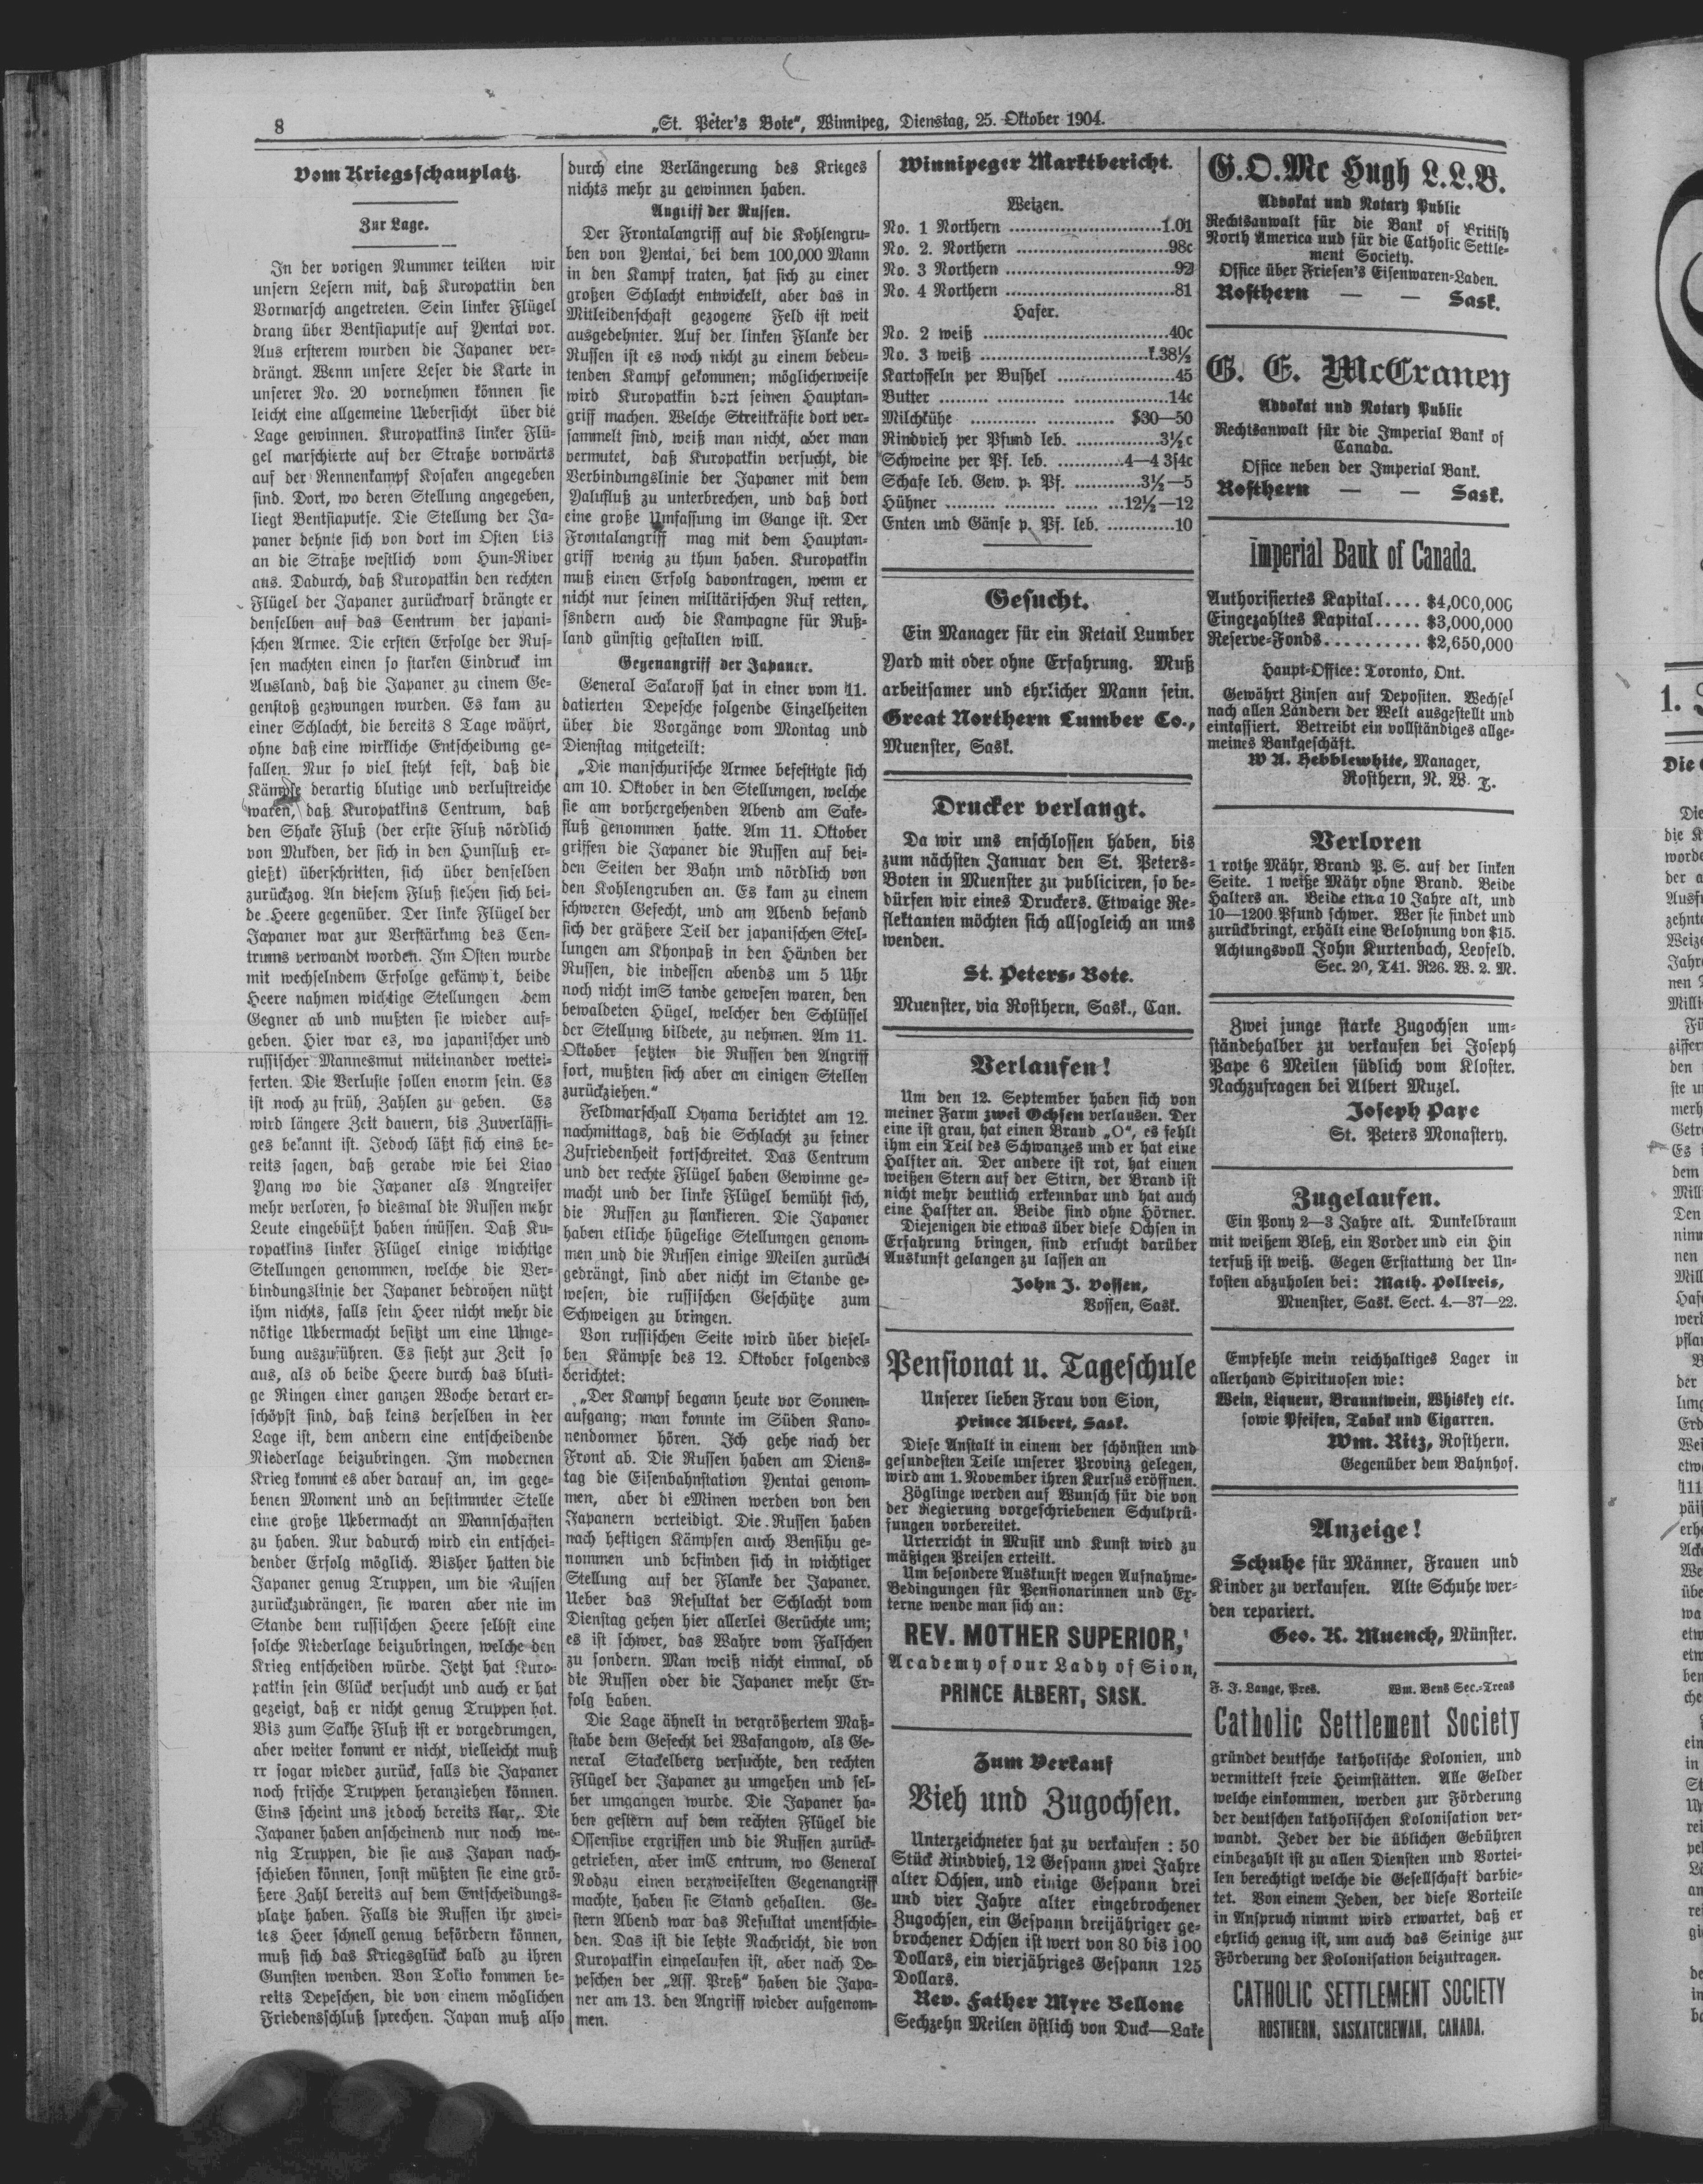 8
„St. Peter's Bote“, Winnipeg, Dienstag, 25. Oktober 1904.
Vom Kriegsschauplatz.
Zur Lage.
In der vorigen Nummer teilten wir
unsern Lesern mit, daß Kuropattin den
Vormarsch angetreten. Sein linker Flügel
drang über Bentsiaputse auf Yentai vor.
Aus ersterem wurden die Japaner ver-
drängt. Wenn unsere Leser die Karte in
unserer No. 20 vornehmen können sie
leicht eine allgemeine Uebersicht über die
Lage gewinnen. Kuropatkins linker Flü-
gel marschierte auf der Straße vorwärts
auf der Rennenkampf Kosaken angegeben
sind. Dort, wo deren Stellung angegeben,
liegt Bentsiaputse. Die Stellung der Ja-
paner dehnte sich von dort im Osten bis
an die Straße westlich vom Hun-River
aus. Dadurch, daß Kuropatkin den rechten
Flügel der Japaner zurückwarf drängte er
denselben auf das Centrum der japani-
schen Armee. Die ersten Erfolge der Rus-
sen machten einen so starken Eindruck im
Ausland, daß die Japaner zu einem Ge-
genstoß gezwungen wurden. Es kam zu
einer Schlacht, die bereits 8 Tage währt,
ohne daß eine wirkliche Entscheidung ge-
fallen. Nur so viel steht fest, daß die
Kämpfe derartig blutige und verlustreiche
waren, daß Kuropatkins Centrum, daß
den Shake Fluß (der erste Fluß nördlich
von Mukden, der sich in den Hunfluß er-
gießt) überschritten, sich über denselben
zurückzog. An diesem Fluß stehen sich bei-
de Heere gegenüber. Der linke Flügel der
Japaner war zur Verstärkung des Cen-
trums verwandt worden. Im Osten wurde
mit wechselndem Erfolge gekämpt, beide
Heere nahmen wichtige Stellungen dem
Gegner ab und mußten sie wieder auf-
geben. Hier war es, wo japanischer und
russischer Mannesmut miteinander wettei-
ferten. Die Verluste sollen enorm sein. Es
ist noch zu früh, Zahlen zu geben. Es
wird längere Zeit dauern, bis Zuverlässi-
ges bekannt ist. Jedoch läßt sich eins be-
reits sagen, daß gerade wie bei Liao
Yang wo die Japaner als Angreifer
mehr verloren, so diesmal die Russen mehr
Leute eingebüßt haben müssen. Daß Ku-
ropatkins linker Flügel einige wichtige
Stellungen genommen, welche die Ver-
bindungslinie der Japaner bedrohen nützt
ihm nichts, falls sein Heer nicht mehr die
nötige Uebermacht besitzt um eine Umge-
bung auszuführen. Es sieht zur Zeit so
aus, als ob beide Heere durch das bluti-
ge Ringen einer ganzen Woche derart er-
schöpft sind, daß keins derselben in der
Lage ist, dem andern eine entscheidende
Niederlage beizubringen. Im modernen
Krieg kommt es aber darauf an, im gege-
benen Moment und an bestimmter Stelle
eine große Uebermacht an Mannschaften
zu haben. Nur dadurch wird ein entschei-
dender Erfolg möglich. Bisher hatten die
Japaner genug Truppen, um die Russen
zurückzudrängen, sie waren aber nie im
Stande dem russischen Heere selbst eine
solche Niederlage beizubringen, welche den
Krieg entscheiden würde. Jetzt hat Kuro-
patkin sein Glück versucht und auch er hat
gezeigt, daß er nicht genug Truppen hat.
Bis zum Sakhe Fluß ist er vorgedrungen,
aber weiter kommt er nicht, vielleicht muß
rr sogar wieder zurück, falls die Japaner
noch frische Truppen heranziehen können.
Eins scheint uns jedoch bereits klar,. Die
Japaner haben anscheinend nur noch we-
nig Truppen, die sie aus Japan nach-
schieben können, sonst müßten sie eine grö-
ßere Zahl bereits auf dem Entscheidungs-
platze haben. Falls die Russen ihr zwei-
tes Heer schnell genug befördern können,
muß sich das Kriegsglück bald zu ihren
Gunsten wenden. Von Tokio kommen be-
reits Depeschen, die von einem möglichen
Friedensschluß sprechen. Japan muß also
durch eine Verlängerung des Krieges
nichts mehr zu gewinnen haben.
Angriff der Russen.
Der Frontalangriff auf die Kohlengru-
ben von Yentai, bei dem 100,000 Mann
in den Kampf traten, hat sich zu einer
großen Schlacht entwickelt, aber das in
Mitleidenschaft gezogene Feld ist weit
ausgedehnter. Auf der linken Flanke der
Russen ist es noch nicht zu einem bedeu-
tenden Kampf gekommen; möglicherweise
wird Kuropatkin dort seinen Hauptan-
griff machen. Welche Streitkräfte dort ver-
sammelt sind, weiß man nicht, aber man
vermutet, daß Kuropatkin versucht, die
Verbindungslinie der Japaner mit dem
Yalufluß zu unterbrechen, und daß dort
eine große Umfassung im Gange ist. Der
Frontalangriff mag mit dem Hauptan-
griff wenig zu thun haben. Kuropatkin
muß einen Erfolg davontragen, wenn er
nicht nur seinen militärischen Ruf retten,
sondern auch die Kampagne für Ruß-
land günstig gestalten will.
Gegenangriff der Japaner.
General Sakaroff hat in einer vom 11.
datierten Depesche folgende Einzelheiten
über die Vorgänge vom Montag und
Dienstag mitgeteilt:
„Die manschurische Armee befestigte sich
am 10. Oktober in den Stellungen, welche
sie am vorhergehenden Abend am Sake-
fluß genommen hatte. Am 11. Oktober
griffen die Japaner die Russen auf bei-
den Seiten der Bahn und nördlich von
den Kohlengruben an. Es kam zu einem
schweren Gefecht, und am Abend befand
sich der gräßere Teil der japanischen Stel-
lungen am Khonpaß in den Händen der
Russen, die indessen abends um 5 Uhr
noch nicht imS tande gewesen waren, den
bewaldeten Hügel, welcher den Schlüssel
der Stellung bildete, zu nehmen. Am 11.
Oktober setzten die Russen den Angriff
fort, mußten sich aber an einigen Stellen
zurückziehen.“
Feldmarschall Oyama berichtet am 12.
nachmittags, daß die Schlacht zu seiner
Zufriedenheit fortschreitet. Das Centrum
und der rechte Flügel haben Gewinne ge-
macht und der linke Flügel bemüht sich,
die Russen zu flankieren. Die Japaner
haben etliche hügelige Stellungen genom-
men und die Russen einige Meilen zurück-
gedrängt, sind aber nicht im Stande ge-
wesen, die russischen Geschütze zum
Schweigen zu bringen.
Von russischen Seite wird über diesel-
ben Kämpfe des 12. Oktober folgendes
berichtet:
„Der Kampf begann heute vor Sonnen-
aufgang; man konnte im Süden Kano-
nendonner hören. Ich gehe nach der
Front ab. Die Russen haben am Diens-
tag die Eisenbahnstation Yentai genom-
men, aber di eMinen werden von den
Japanern verteidigt. Die Russen haben
nach heftigen Kämpfen auch Bensihu ge-
nommen und befinden sich in wichtiger
Stellung auf der Flanke der Japaner.
Ueber das Resultat der Schlacht vom
Dienstag gehen hier allerlei Gerüchte um;
es ist schwer, das Wahre vom Falschen
zu sondern. Man weiß nicht einmal, ob
die Russen oder die Japaner mehr Er-
folg haben.
Die Lage ähnelt in vergrößertem Maß-
stabe dem Gefecht bei Wafangow, als Ge-
neral Stackelberg versuchte, den rechten
Flügel der Japaner zu umgehen und sel-
ber umgangen wurde. Die Japaner ha-
ben gestern auf dem rechten Flügel die
Offensive ergriffen und die Russen zurück-
getrieben, aber imC entrum, wo General
Nodzu einen verzweifelten Gegenangriff
machte, haben sie Stand gehalten. Ge-
stern Abend war das Resultat unentschie-
den. Das ist die letzte Nachricht, die von
Kuropatkin eingelaufen ist, aber nach De-
peschen der „Ass. Preß“ haben die Japa-
ner am 13. den Angriff wieder aufgenom-
men.
Winnipeger Marktbericht.
Weizen.
No. 1 Northern ............................1.01
No. 2. Northern ............................98c
No. 3 Northern ...............................92
No. 4 Northern ...............................81
Hafer.
No. 2 weiß ..................................40c
No. 3 weiß ...............................38½
Kartoffeln per Bushel ......................45
Butter ......... ............ .................14c
Milchkühe ............ ............ $30—50
Rindvieh per Pfund leb. ...............3½c
Schweine per Pf. leb. ............4—4 3/4c
Schafe leb. Gew. p. Pf. ............3½—5
Hühner ......... ......... ...... ...12½—12
Enten und Gänse p. Pf. leb. ............10
Gesucht.
Ein Manager für ein Retail Lumber
Yard mit oder ohne Erfahrung. Muß
arbeitsamer und ehrlicher Mann sein.
Great Northern Lumber Co.,
Muenster, Sask.
Drucker verlangt.
Da wir uns enschlossen haben, bis
zum nächsten Januar den St. Peters-
Boten in Muenster zu publiciren, so be-
dürfen wir eines Druckers. Etwaige Re-
flektanten möchten sich allsogleich an uns
wenden.
St. Peters- Bote.
Muenster, via Rosthern, Sask., Can.
Verlaufen!
Um den 12. September haben sich von
meiner Farm zwei Ochsen verlaufen. Der
eine ist grau, hat einen Brand „O“, es fehlt
ihm ein Teil des Schwanzes und er hat eine
Halfter an. Der andere ist rot, hat einen
weißen Stern auf der Stirn, der Brand ist
nicht mehr deutlich erkennbar und hat auch
eine Halfter an. Beide sind ohne Hörner.
Diejenigen die etwas über diese Ochsen in
Erfahrung bringen, sind ersucht darüber
Auskunft gelangen zu lassen an
John J. Vossen,
Vossen, Sask.
Pensionat u. Tageschule
Unserer lieben Frau von Sion,
Prince Albert, Sask.
Diese Anstalt in einem der schönsten und
gesundesten Teile unserer Provinz gelegen,
wird am 1. November ihren Kursus eröffnen.
Zöglinge werden auf Wunsch für die von
der Regierung vorgeschriebenen Schulprü-
fungen vorbereitet.
Unterricht in Musik und Kunst wird zu
mäßigen Preisen erteilt.
Um besondere Auskunft wegen Aufnahme-
Bedingungen für Pensionarinnen und Ex-
terne wende man sich an:
REV. MOTHER SUPERIOR,
Academy of our Lady of Sion,
PRINCE ALBERT, SASK.
Zum Verkauf
Vieh und Zugochsen.
Unterzeichneter hat zu verkaufen : 50
Stück Rindvieh, 12 Gespann zwei Jahre
alter Ochsen, und einige Gespann drei
und vier Jahre alter eingebrochener
Zugochsen, ein Gespann dreijähriger ge-
brochener Ochsen ist wert von 80 bis 100
Dollars, ein vierjähriges Gespann 125
Dollars.
Rev. Father Myre Bellone
Sechzehn Meilen östlich von Duck—Lake
G.O.Mc Hugh L.L.B.
Advokat und Notary Public
Rechtsanwalt für die Bank of British
North America und für die Catholic Settle-
ment Society.
Office über Friesen's Eisenwaren-Laden.
Rosthern — — Sask.
G. E. McCraney
Advokat und Notary Public
Rechtsanwalt für die Imperial Bank of
Canada.
Office neben der Imperial Bank.
Rosthern — — Sask.
Imperial Bank of Canada.
Authorisiertes Kapital.... $4,000,000
Eingezahltes Kapital..... $3,000,000
Reserve-Fonds.......... $2,650,000
Haupt-Office: Toronto, Ont.
Gewährt Zinsen auf Depositen. Wechsel
nach allen Ländern der Welt ausgestellt und
einkassiert. Betreibt ein vollständiges allge-
meines Bankgeschäft.
W A. Hebblewhite, Manager,
Rosthern, N. W. T.
Verloren
1 rothe Mähr, Brand P. S. auf der linken
Seite. 1 weiße Mähr ohne Brand. Beide
Halters an. Beide etwa 10 Jahre alt, und
10—1200 Pfund schwer. Wer sie findet und
zurückbringt, erhält eine Belohnung von $15.
Achtungsvoll John Kurtenbach, Leofeld.
Sec. 20, T41. R26. W. 2. M.
Zwei junge starke Zugochsen um-
ständehalber zu verkaufen bei Joseph
Pape 6 Meilen südlich vom Kloster.
Nachzufragen bei Albert Muzel.
Joseph Pape
St. Peters Monastery.
Zugelaufen.
Ein Pony 2—3 Jahre alt. Dunkelbraun
mit weißem Bleß, ein Vorder und ein Hin
terfuß ist weiß. Gegen Erstattung der Un-
kosten abzuholen bei: Math. Pollreis,
Muenster, Sask. Sect. 4.—37—22.
Empfehle mein reichhaltiges Lager in
allerhand Spirituosen wie:
Wein, Liqueur, Branntwein, Whiskey etc.
sowie Pfeifen, Tabak und Cigarren.
Wm. Ritz, Rosthern.
Gegenüber dem Bahnhof.
Anzeige!
Schuhe für Männer, Frauen und
Kinder zu verkaufen. Alte Schuhe wer-
den repariert.
Geo. K. Muench, Münster.
F. J. Lange, Pres. Wm. Bens Sec.-Treas
Catholic Settlement Society
gründet deutsche katholische Kolonien, und
vermittelt freie Heimstätten. Alle Gelder
welche einkommen, werden zur Förderung
der deutschen katholischen Kolonisation ver-
wandt. Jeder der die üblichen Gebühren
einbezahlt ist zu allen Diensten und Vortei-
len berechtigt welche die Gesellschaft darbie-
tet. Von einem Jeden, der diese Vorteile
in Anspruch nimmt wird erwartet, daß er
ehrlich genug ist, um auch das Seinige zur
Förderung der Kolonisation beizutragen.
CATHOLIC SETTLEMENT SOCIETY
ROSTHERN, SASKATCHEWAN, CANADA.